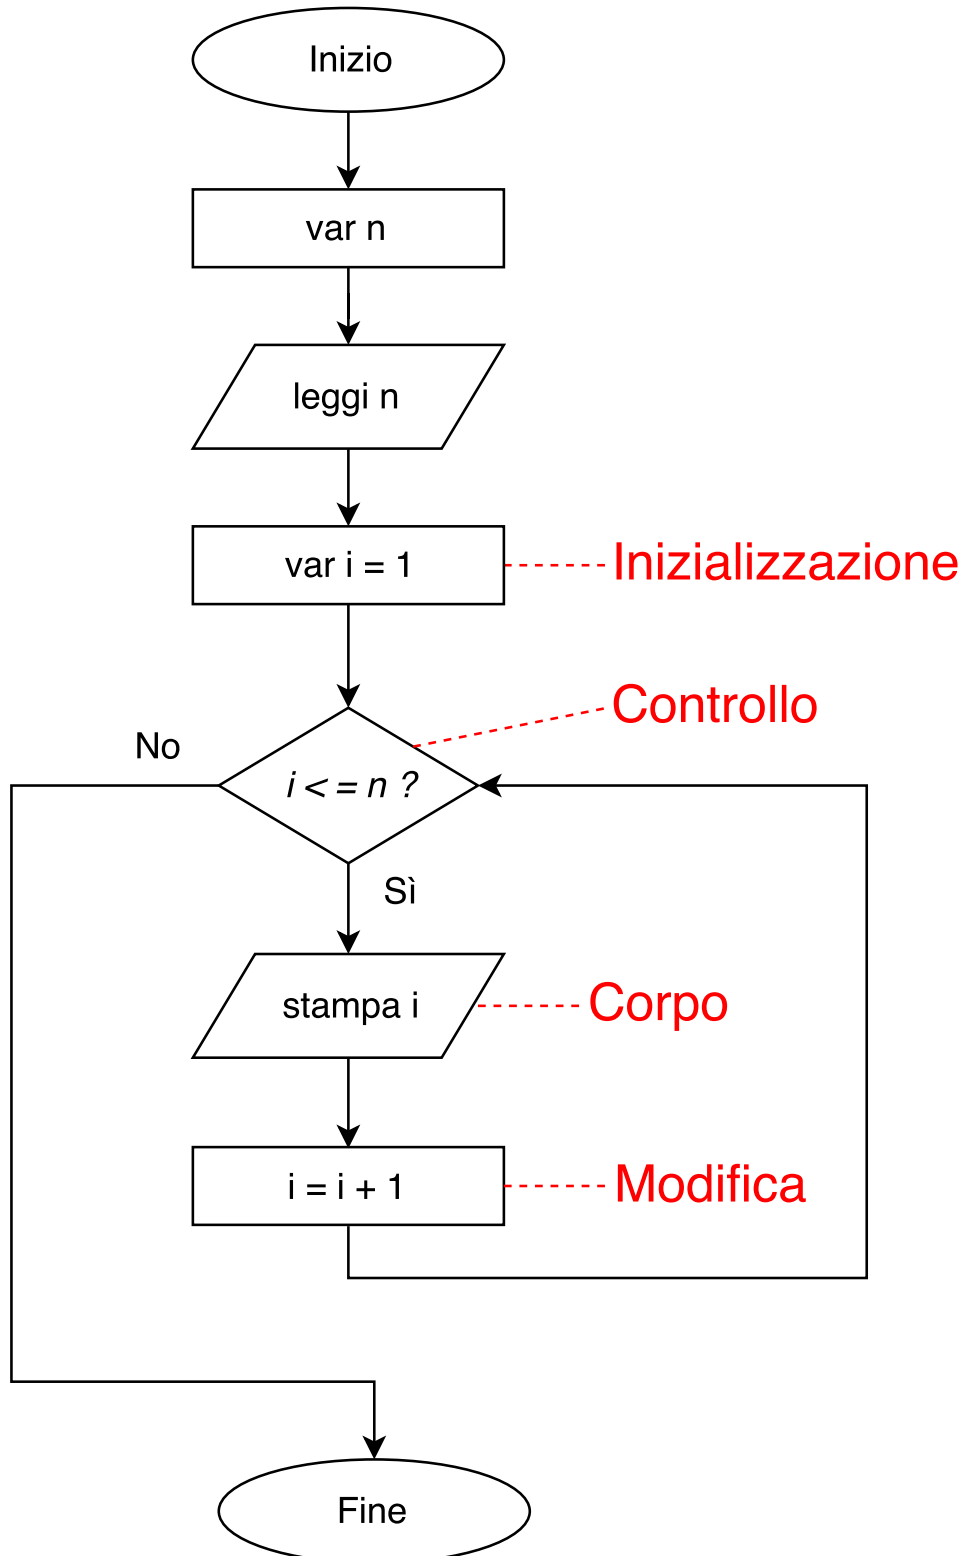 Inizio
var n
leggi n
var i = 1
Inizializzazione
Controllo
No
i < = n ?
Sì
stampa i
Corpo
i = i + 1
Modifica
Fine